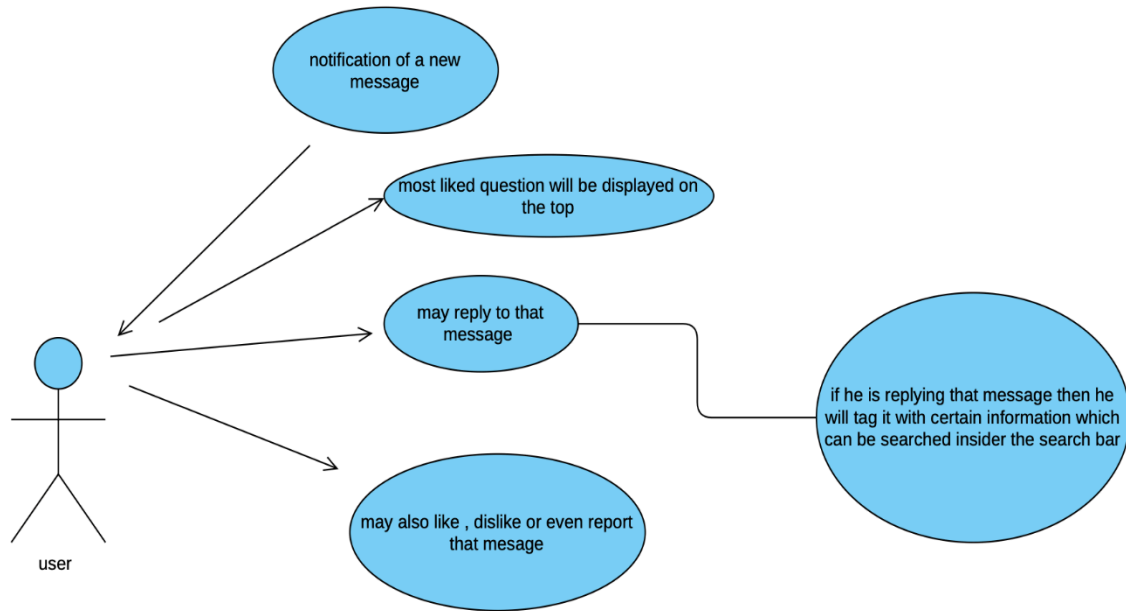 notification of a new
message
most liked question will be displayed on
the top
may reply to that
message
if he is replying that message then he
will tag it with certain information which
can be searched insider the search bar
may also like , dislike or even report
that mesage
user